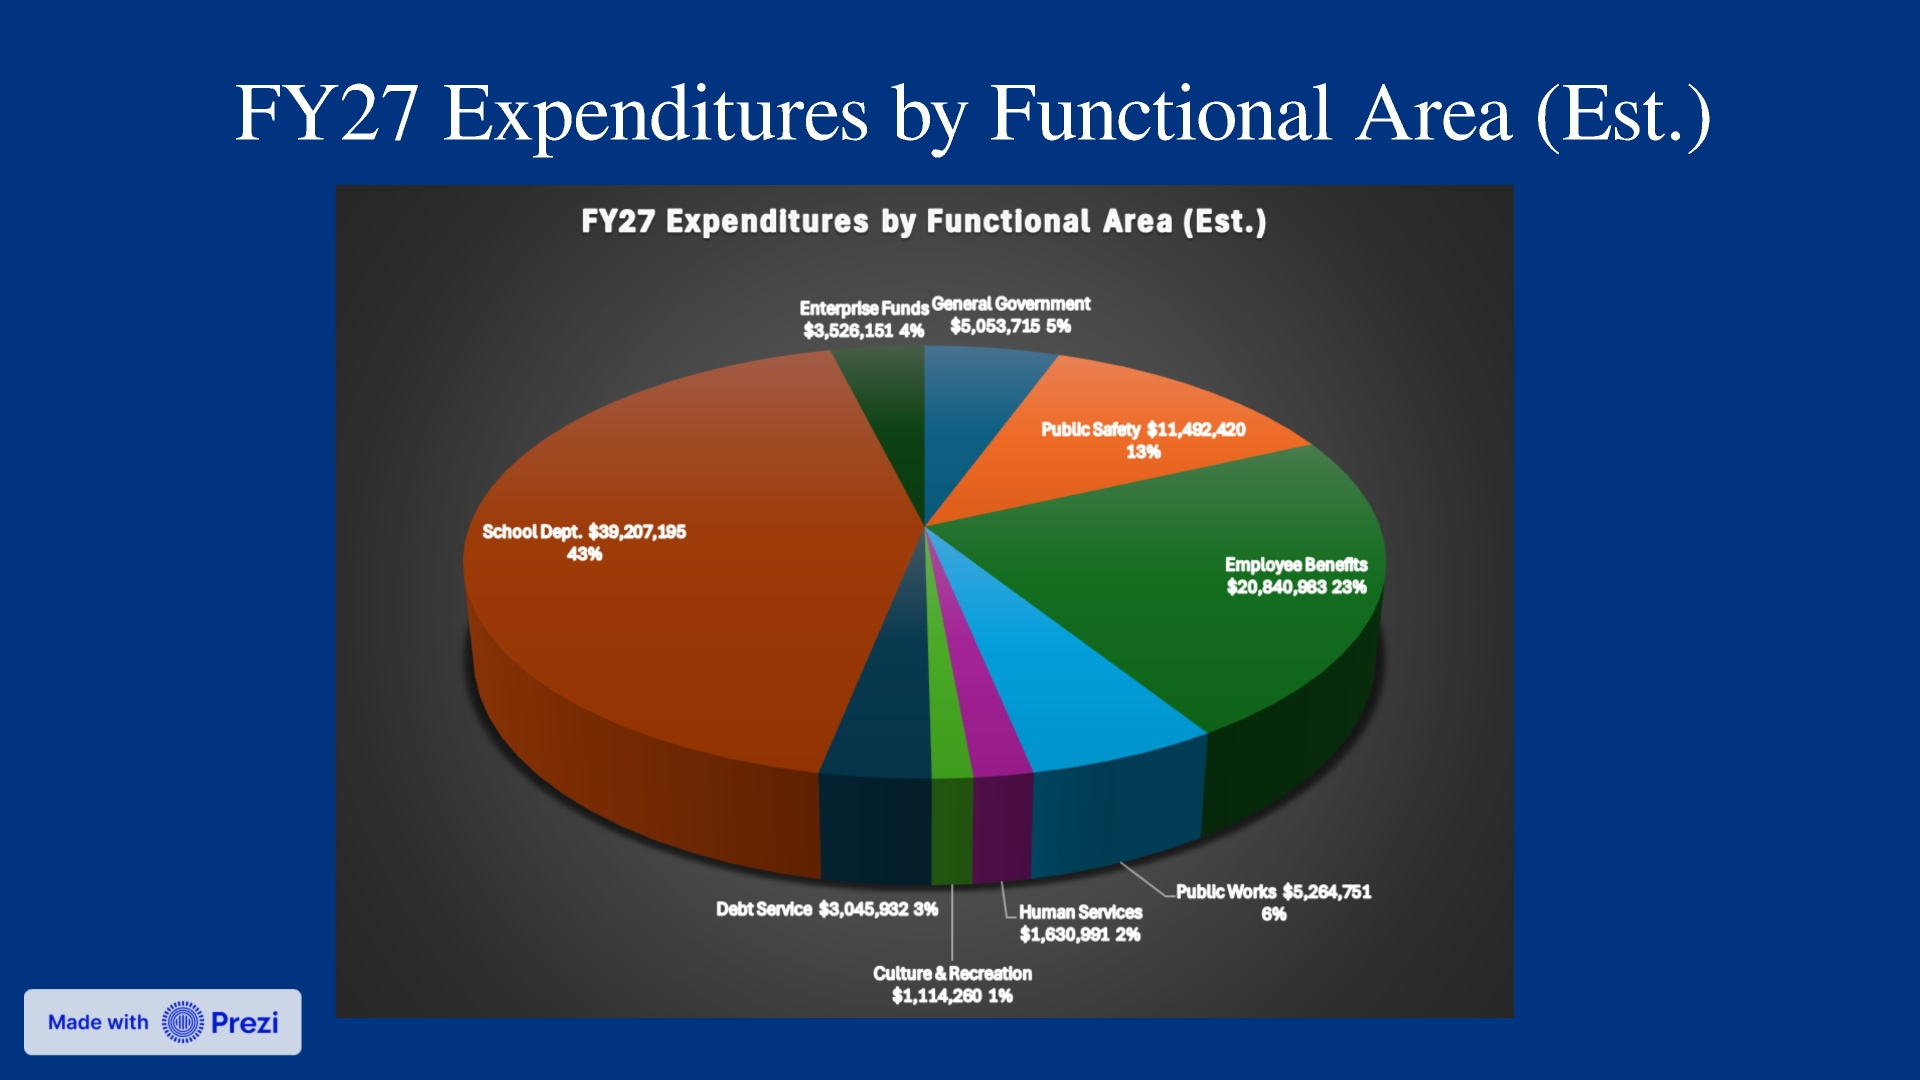 FY27 Expenditures by Functional Area (Est.)
FY27 Expenditures by Functional Area (Est.)
Enterprise Funds
$3,526,151 4%
General Government
$5,053,715 5%
Public Safety $11,492,420
13%
School Dept. $39,207,195
43%
Employee Benefits
$20,840,983 23%
Public Works $5,264,751
6%
Debt Service $3,045,932 3%
Human Services
$1,630,991 2%
Culture & Recreation
$1,114,260 1%
Made with Prezi